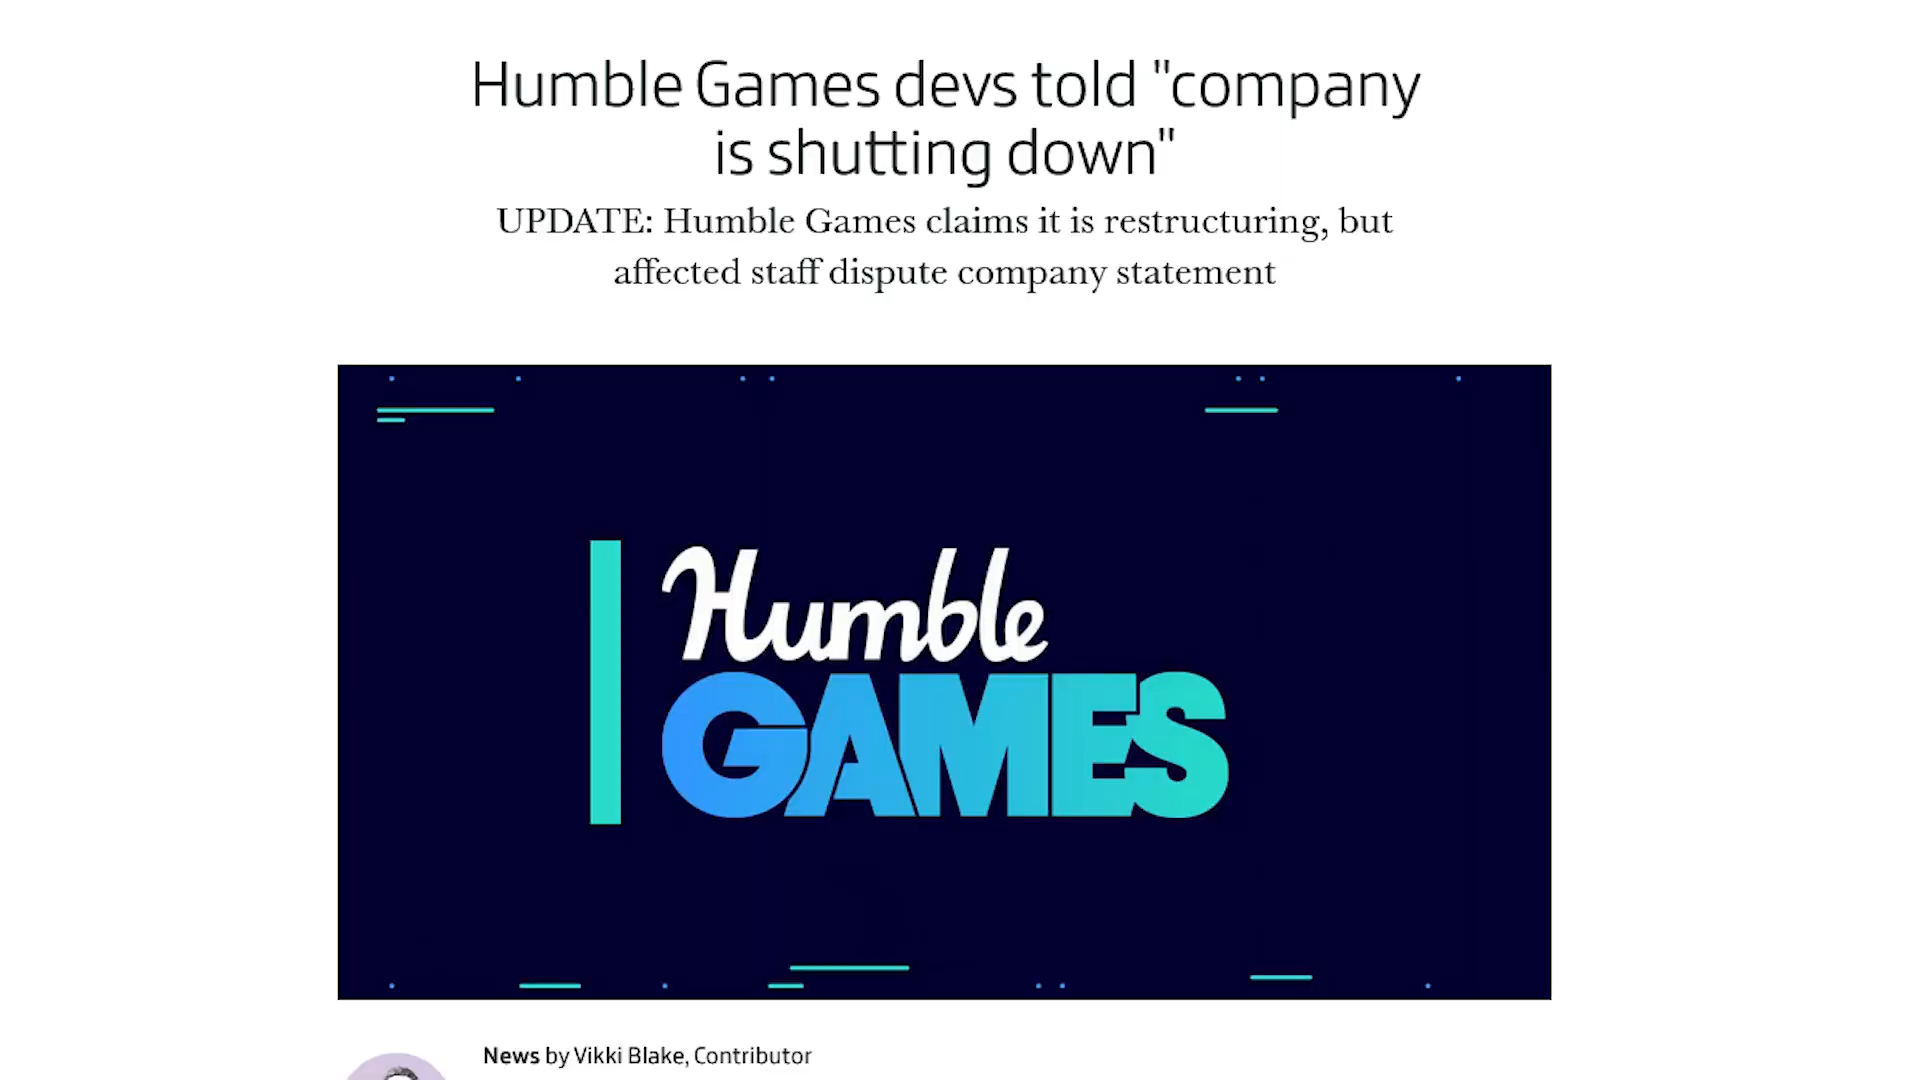 Humble Games devs told "company
is shutting down"
UPDATE: Humble Games claims it is restructuring, but
affected staff dispute company statement
Humble
GAMES
News by Vikki Blake, Contributor